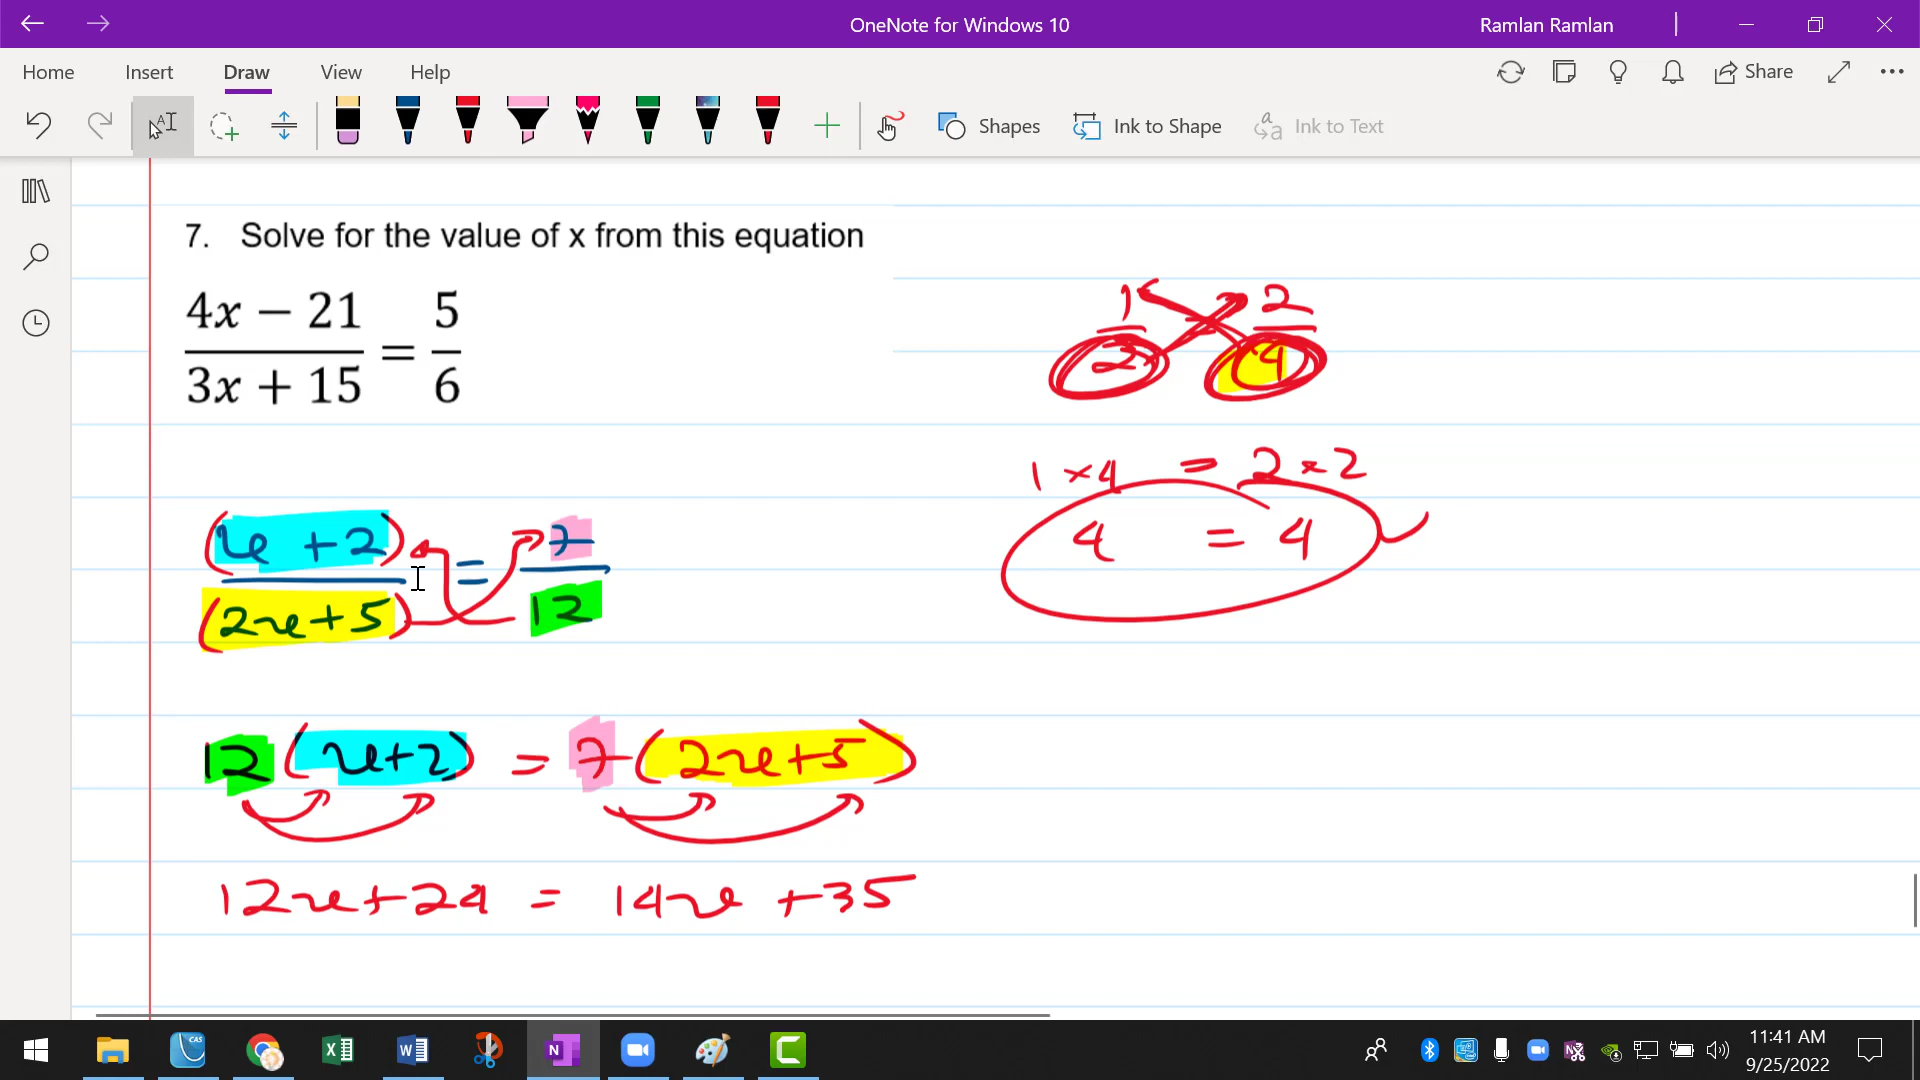 OneNote for Windows 10
Ramlan Ramlan
Home Insert Draw View Help
Share
Shapes
Ink to Shape
Ink to Text
7. Solve for the value of x from this equation
4x − 21 / 3x + 15 = 5 / 6
1/2 2/4
1 × 4 = 2 × 2
4 = 4
(x + 2) / (2x + 5) = 7 / 12
12 (x+2) = 7 (2x+5)
12x+24 = 14x +35
11:41 AM
9/25/2022